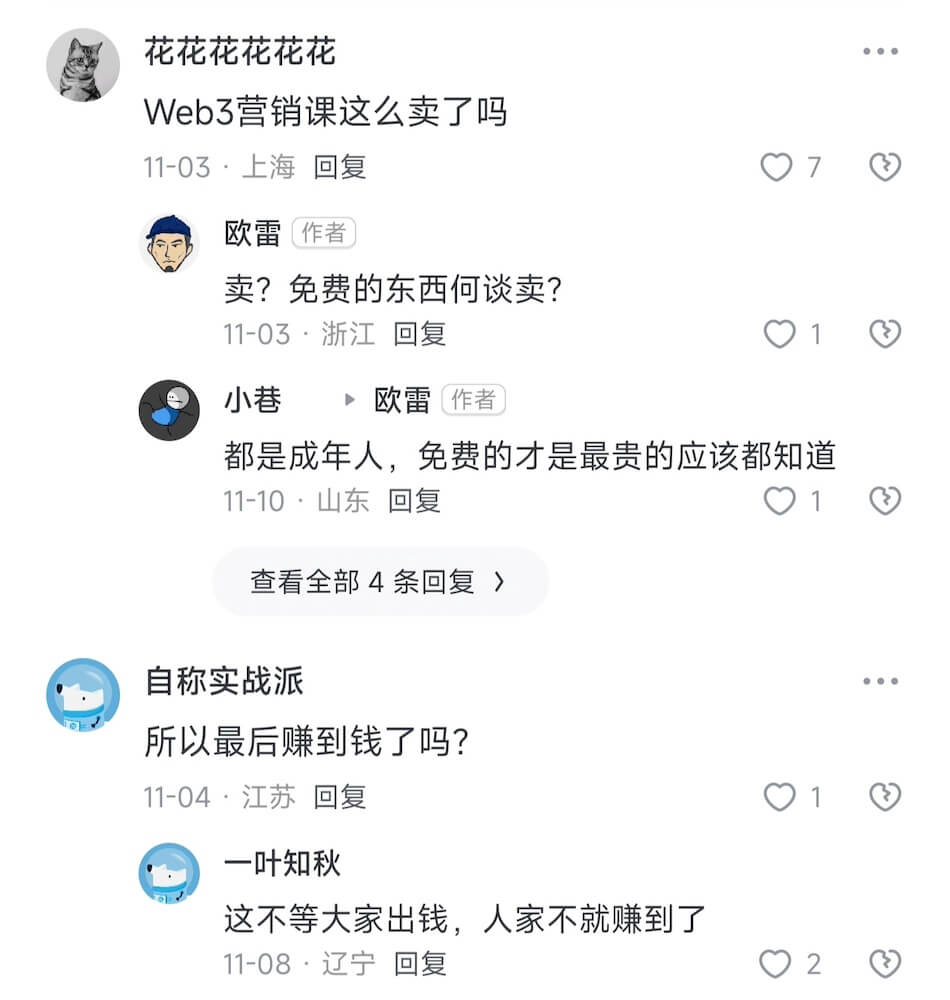 花花花花花花
Web3营销课这么卖了吗
11-03 · 上海 回复 7
欧雷 作者
卖？免费的东西何谈卖？
11-03 · 浙江 回复 1
小巷 ▸ 欧雷 作者
都是成年人，免费的才是最贵的应该都知道
11-10 · 山东 回复 1
查看全部 4 条回复 ›
自称实战派
所以最后赚到钱了吗？
11-04 · 江苏 回复 1
一叶知秋
这不等大家出钱，人家不就赚到了
11-08 · 辽宁 回复 2